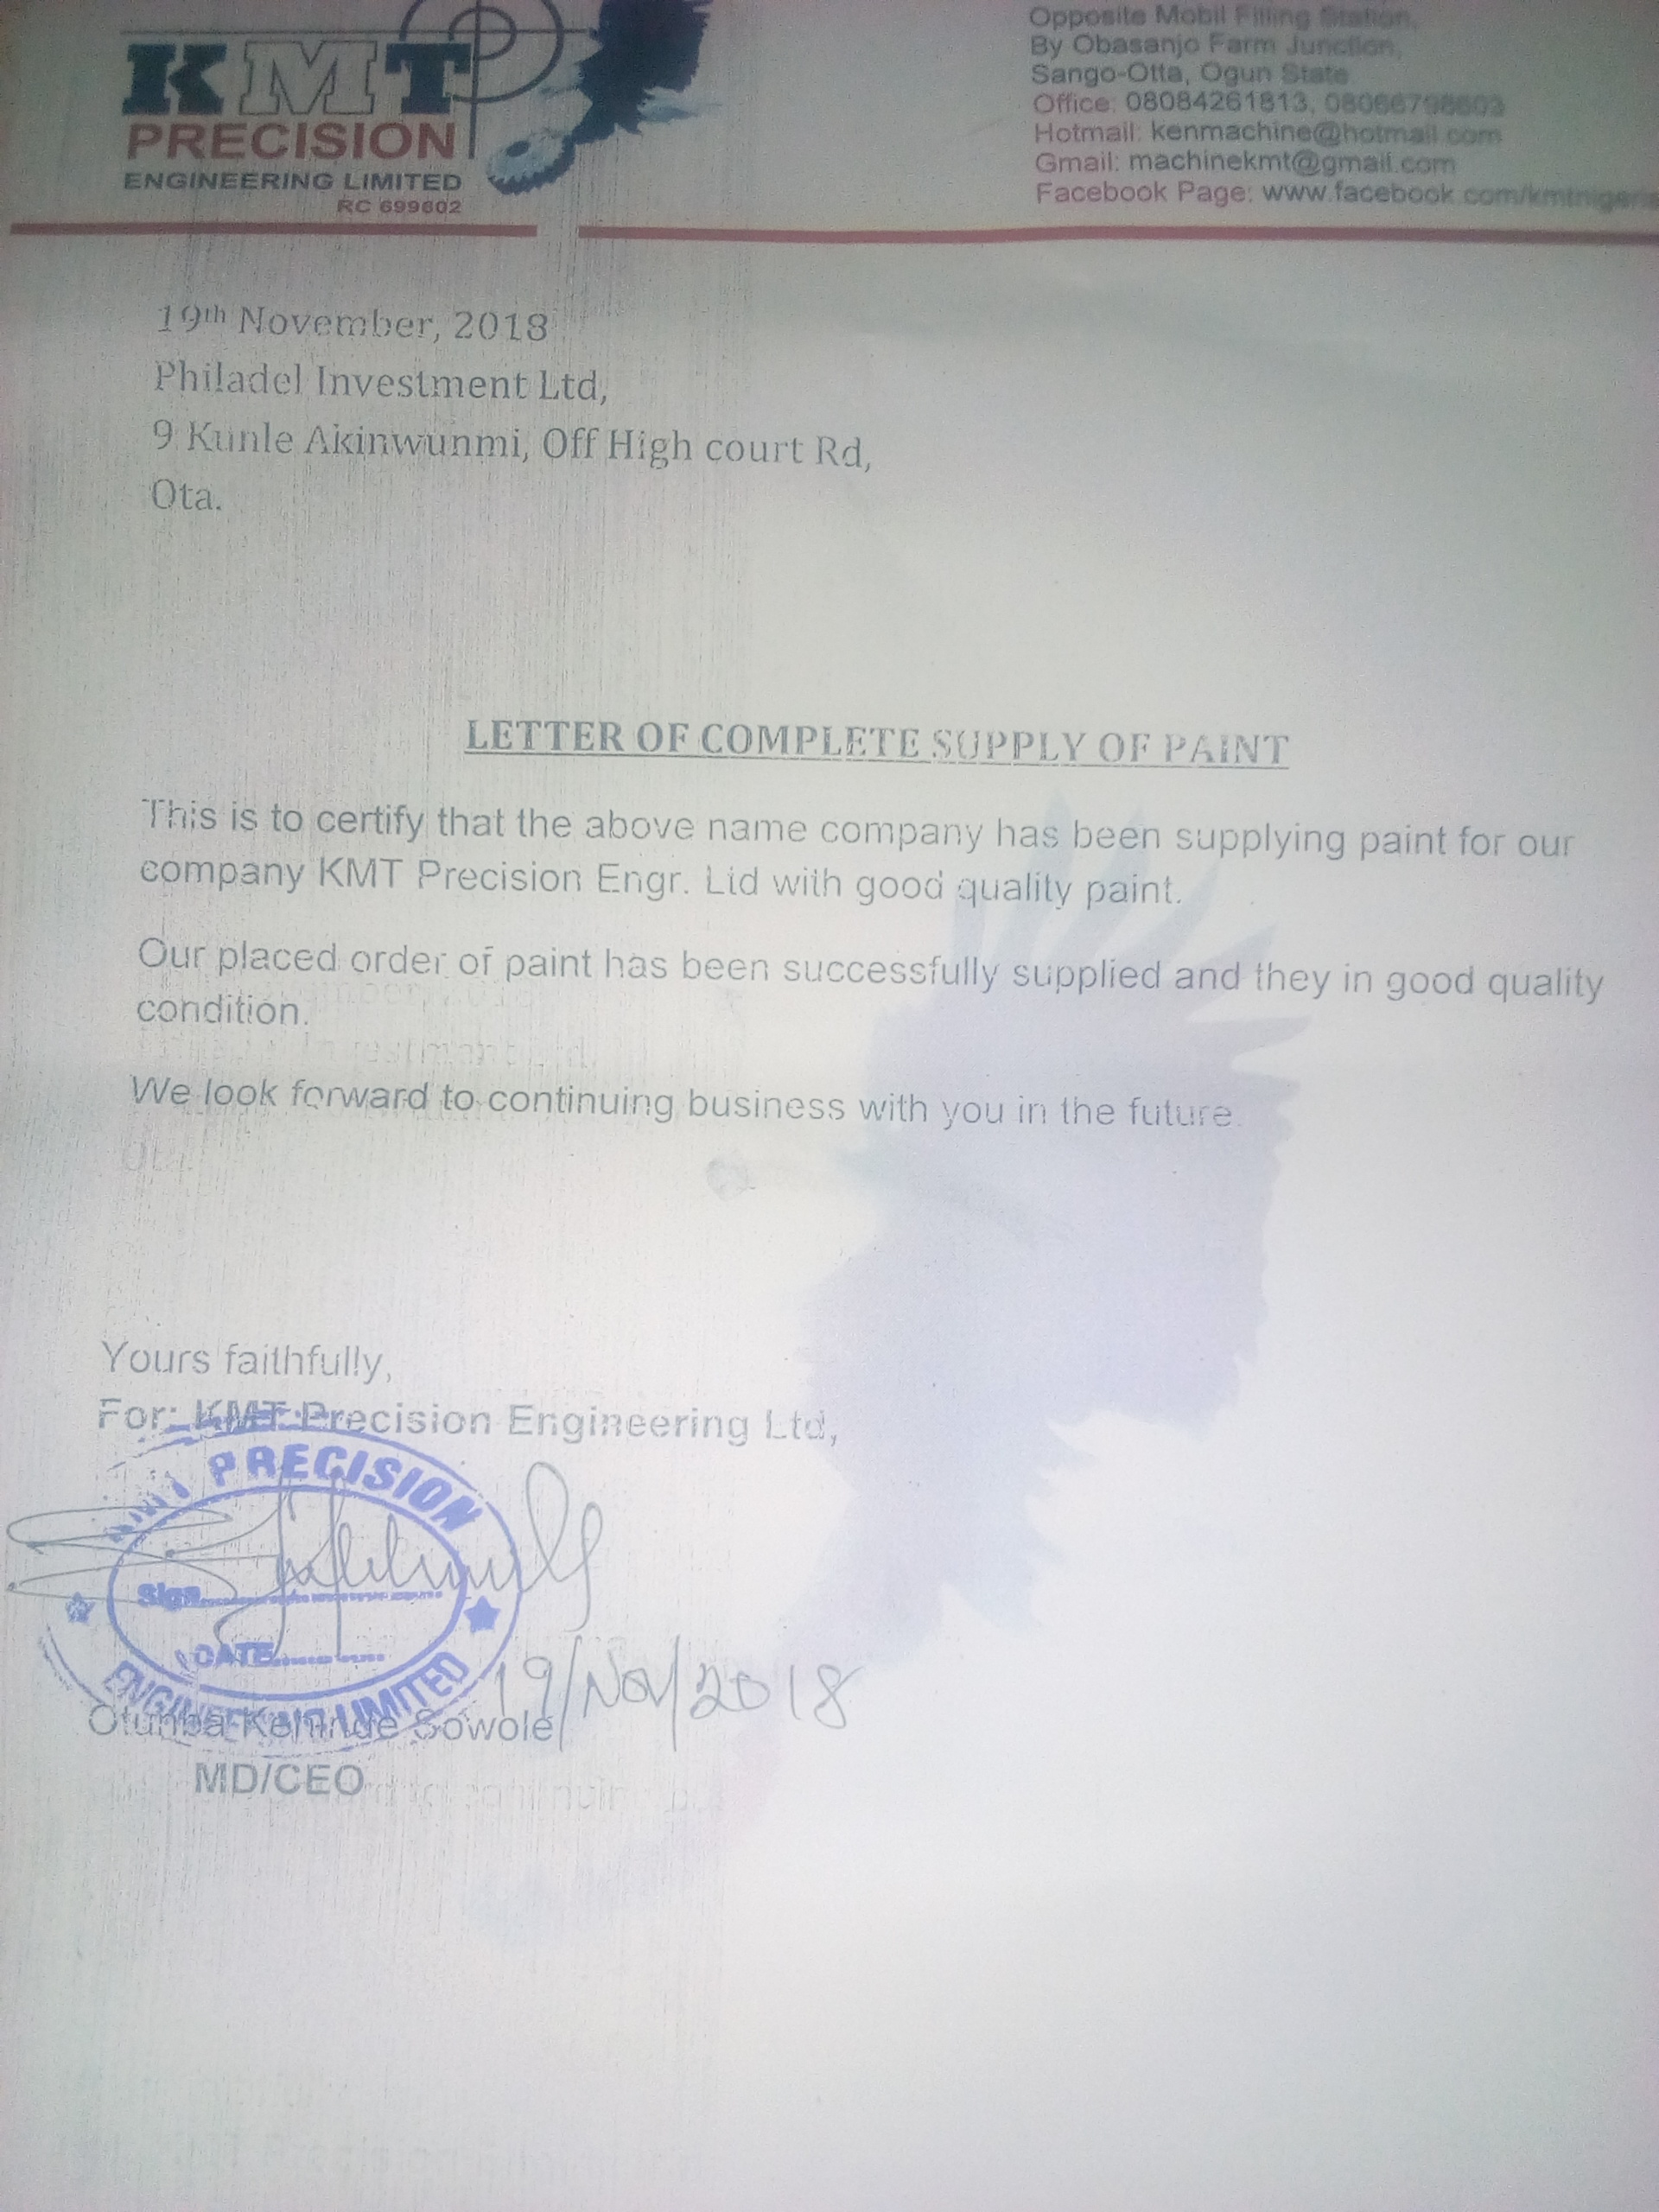 KMT
PRECISION
ENGINEERING LIMITED
RC 699602
Opposite Mobil Filling Station,
By Obasanjo Farm Junction,
Sango-Otta, Ogun State
Office: 08084261813, 08066798603
Hotmail: kenmachine@hotmail.com
Gmail: machinekmt@gmail.com
Facebook Page: www.facebook.com/kmtnigeria
19th November, 2018
Philadel Investment Ltd,
9 Kunle Akinwunmi, Off High court Rd,
Ota.
LETTER OF COMPLETE SUPPLY OF PAINT
This is to certify that the above name company has been supplying paint for our
company KMT Precision Engr. Ltd with good quality paint.
Our placed order of paint has been successfully supplied and they in good quality
condition.
We look forward to continuing business with you in the future.
Yours faithfully,
For: KMT Precision Engineering Ltd,
KMT PRECISION
Sign
DATE
ENGINEERING LIMITED
19/Nov/2018
Otunba Kehinde Sowole
MD/CEO